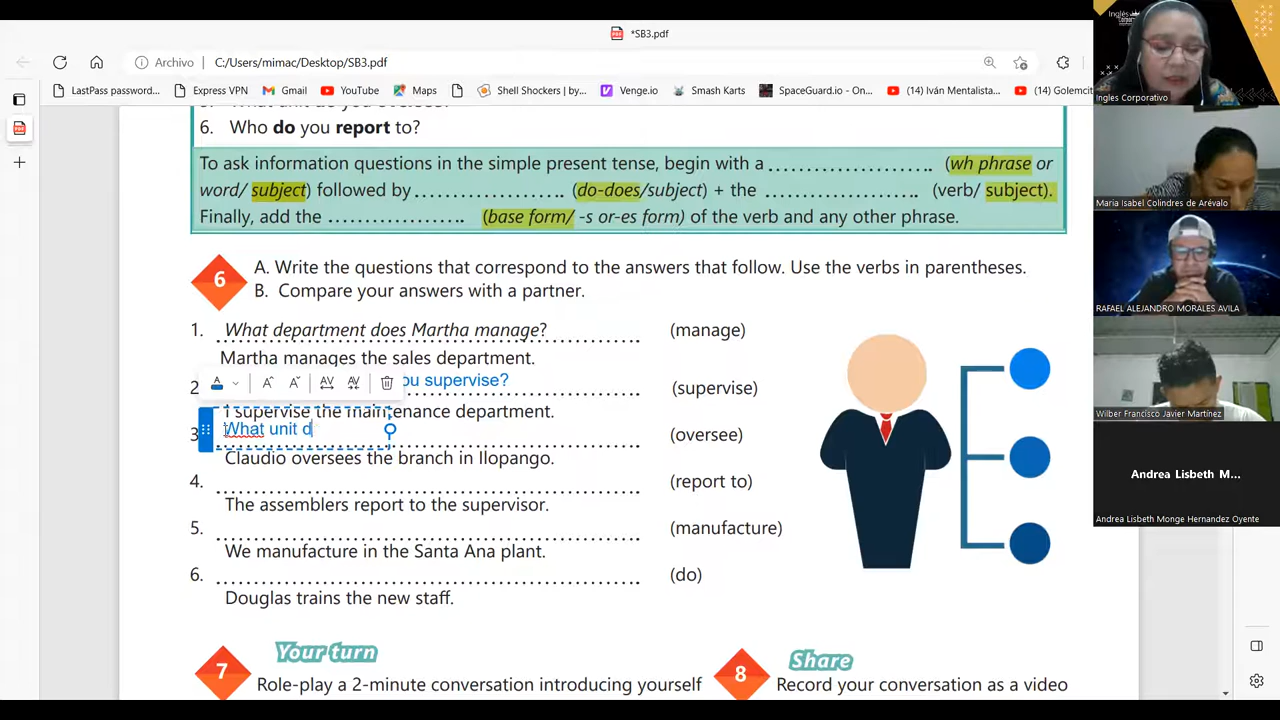 *SB3.pdf
Archivo C:/Users/mimac/Desktop/SB3.pdf
LastPass password... Express VPN Gmail YouTube Maps Shell Shockers | by... Venge.io Smash Karts SpaceGuard.io - On... (14) Iván Mentalista... (14) Golemcit
6. Who do you report to?
To ask information questions in the simple present tense, begin with a ...................... (wh phrase or
word/ subject) followed by.................... (do-does/subject) + the .................... (verb/ subject).
Finally, add the .................. (base form/ -s or-es form) of the verb and any other phrase.
6 A. Write the questions that correspond to the answers that follow. Use the verbs in parentheses.
B. Compare your answers with a partner.
1. What department does Martha manage? (manage)
Martha manages the sales department.
2 ou supervise? (supervise)
I supervise the maintenance department.
3 What unit d (oversee)
Claudio oversees the branch in Ilopango.
4. (report to)
The assemblers report to the supervisor.
5. (manufacture)
We manufacture in the Santa Ana plant.
6. (do)
Douglas trains the new staff.
7 Your turn
Role-play a 2-minute conversation introducing yourself
8 Share
Record your conversation as a video
Ingles Corporativo
Maria Isabel Colindres de Arévalo
RAFAEL ALEJANDRO MORALES AVILA
Wilber Francisco Javier Martínez
Andrea Lisbeth M...
Andrea Lisbeth Monge Hernandez Oyente